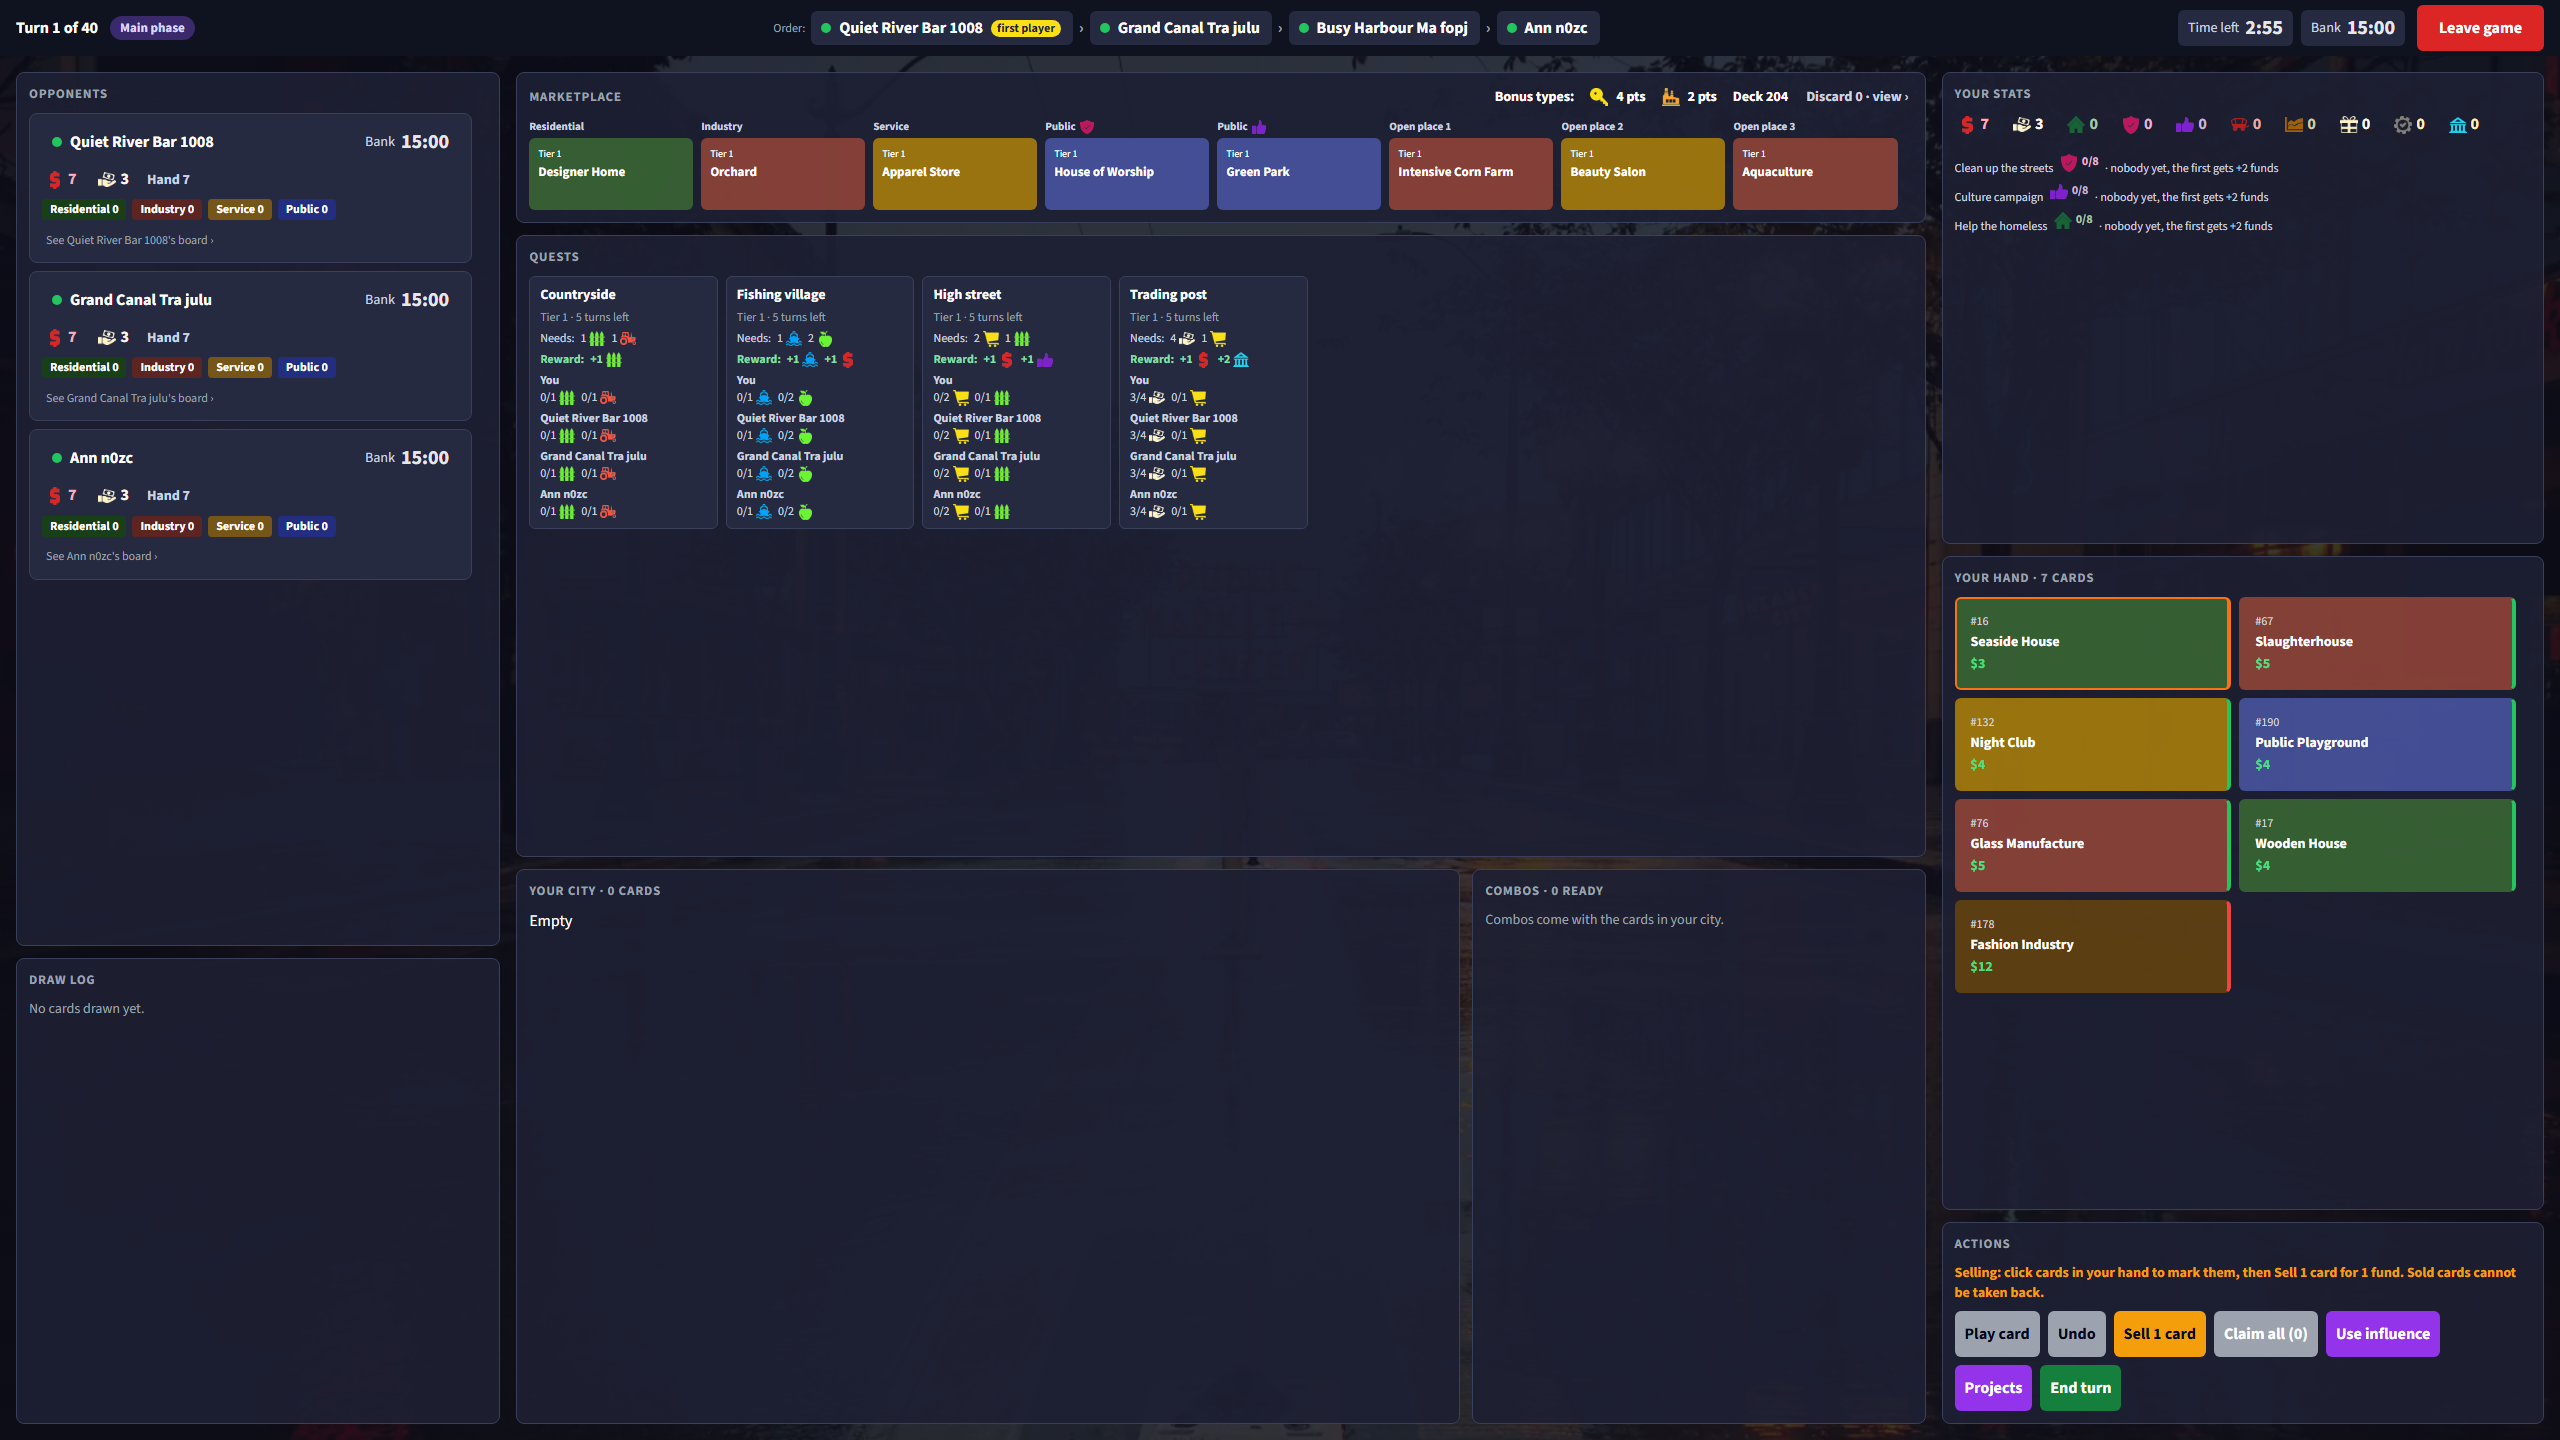 Turn 1 of 40 Main phase
Order: Quiet River Bar 1008 first player › Grand Canal Tra julu › Busy Harbour Ma fopj › Ann n0zc
Time left 2:55 Bank 15:00 Leave game
OPPONENTS
Quiet River Bar 1008 Bank 15:00
7 3 Hand 7
Residential 0 Industry 0 Service 0 Public 0
See Quiet River Bar 1008's board ›
Grand Canal Tra julu Bank 15:00
7 3 Hand 7
Residential 0 Industry 0 Service 0 Public 0
See Grand Canal Tra julu's board ›
Ann n0zc Bank 15:00
7 3 Hand 7
Residential 0 Industry 0 Service 0 Public 0
See Ann n0zc's board ›
DRAW LOG
No cards drawn yet.
MARKETPLACE
Bonus types: 4 pts 2 pts Deck 204 Discard 0 · view ›
Residential Industry Service Public Public Open place 1 Open place 2 Open place 3
Tier 1 Tier 1 Tier 1 Tier 1 Tier 1 Tier 1 Tier 1 Tier 1
Designer Home Orchard Apparel Store House of Worship Green Park Intensive Corn Farm Beauty Salon Aquaculture
QUESTS
Countryside
Tier 1 · 5 turns left
Needs: 1 1
Reward: +1
You
0/1 0/1
Quiet River Bar 1008
0/1 0/1
Grand Canal Tra julu
0/1 0/1
Ann n0zc
0/1 0/1
Fishing village
Tier 1 · 5 turns left
Needs: 1 2
Reward: +1 +1
You
0/1 0/2
Quiet River Bar 1008
0/1 0/2
Grand Canal Tra julu
0/1 0/2
Ann n0zc
0/1 0/2
High street
Tier 1 · 5 turns left
Needs: 2 1
Reward: +1 +1
You
0/2 0/1
Quiet River Bar 1008
0/2 0/1
Grand Canal Tra julu
0/2 0/1
Ann n0zc
0/2 0/1
Trading post
Tier 1 · 5 turns left
Needs: 4 1
Reward: +1 +2
You
3/4 0/1
Quiet River Bar 1008
3/4 0/1
Grand Canal Tra julu
3/4 0/1
Ann n0zc
3/4 0/1
YOUR CITY · 0 CARDS
Empty
COMBOS · 0 READY
Combos come with the cards in your city.
YOUR STATS
7 3 0 0 0 0 0 0 0 0
Clean up the streets 0/8 · nobody yet, the first gets +2 funds
Culture campaign 0/8 · nobody yet, the first gets +2 funds
Help the homeless 0/8 · nobody yet, the first gets +2 funds
YOUR HAND · 7 CARDS
#16
Seaside House
$3
#67
Slaughterhouse
$5
#132
Night Club
$4
#190
Public Playground
$4
#76
Glass Manufacture
$5
#17
Wooden House
$4
#178
Fashion Industry
$12
ACTIONS
Selling: click cards in your hand to mark them, then Sell 1 card for 1 fund. Sold cards cannot
be taken back.
Play card Undo Sell 1 card Claim all (0) Use influence
Projects End turn